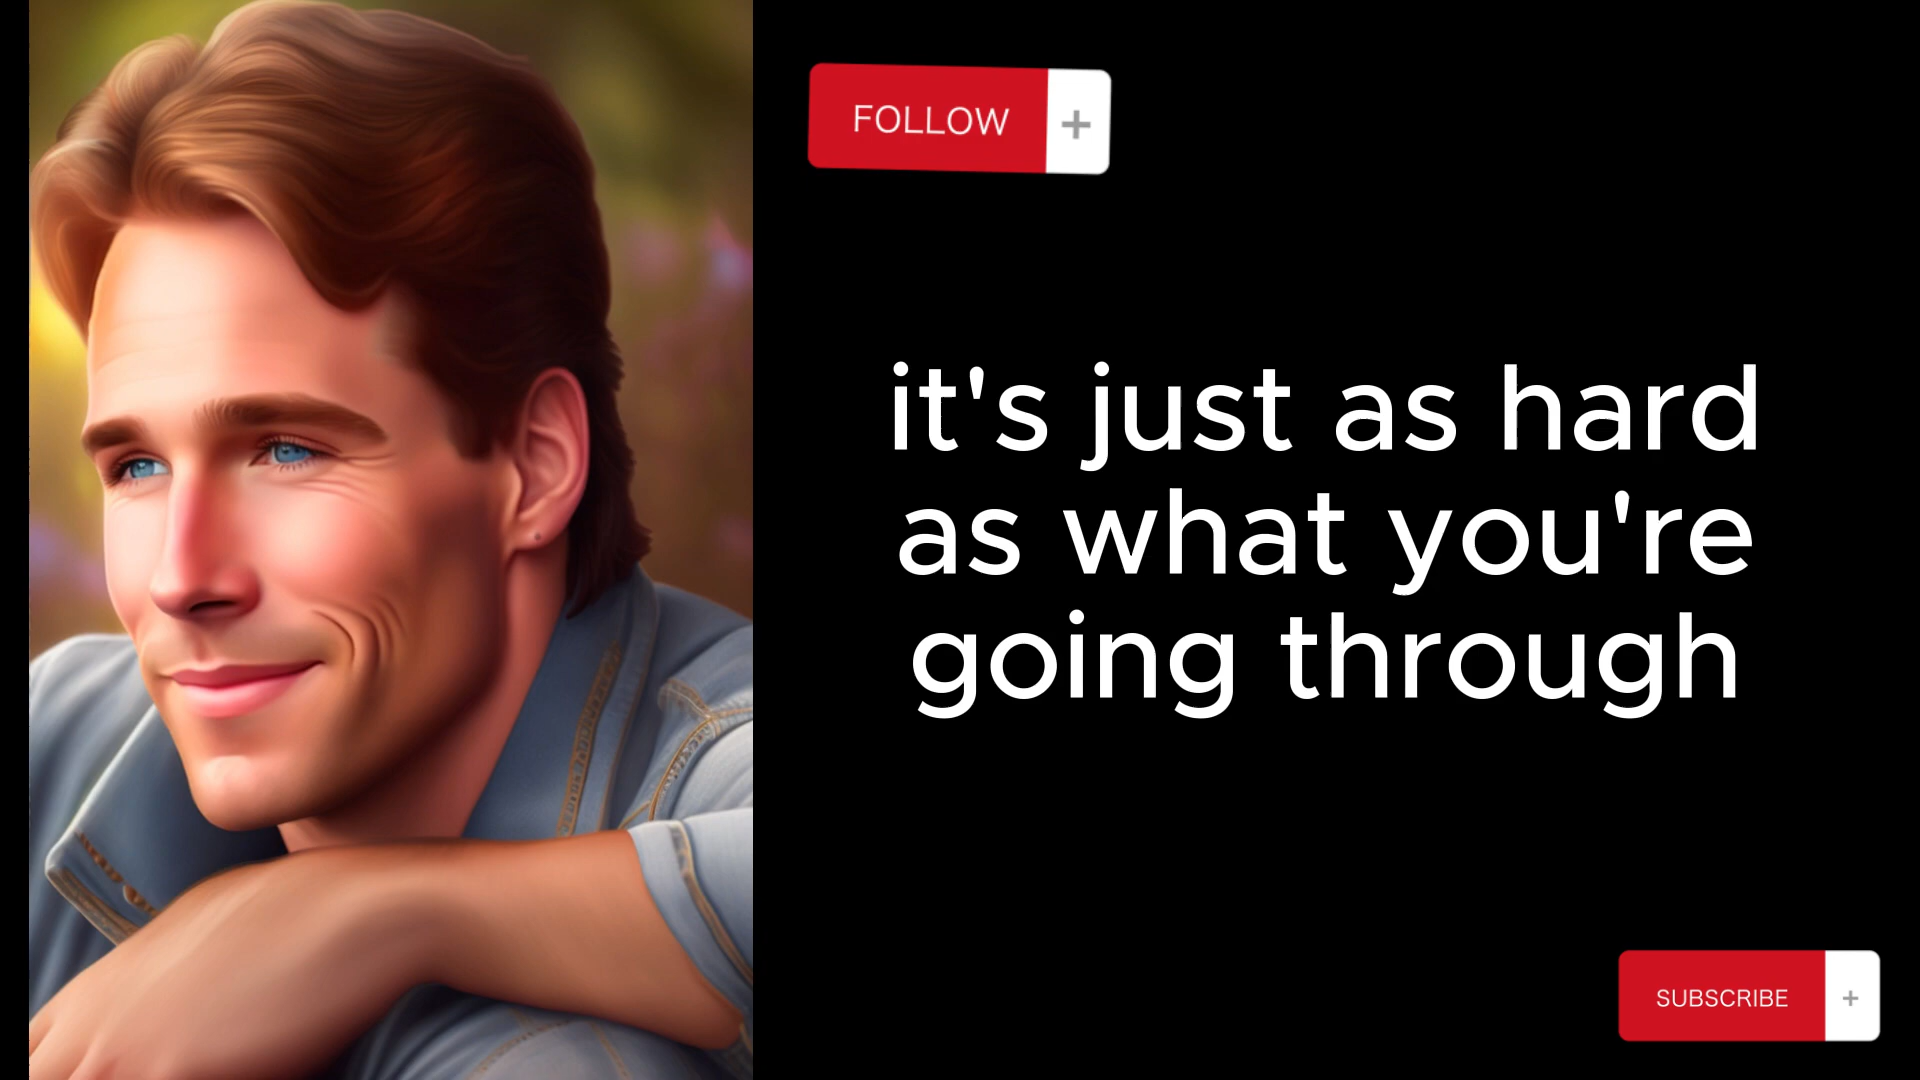 FOLLOW +
it's just as hard
as what you're
going through
SUBSCRIBE +